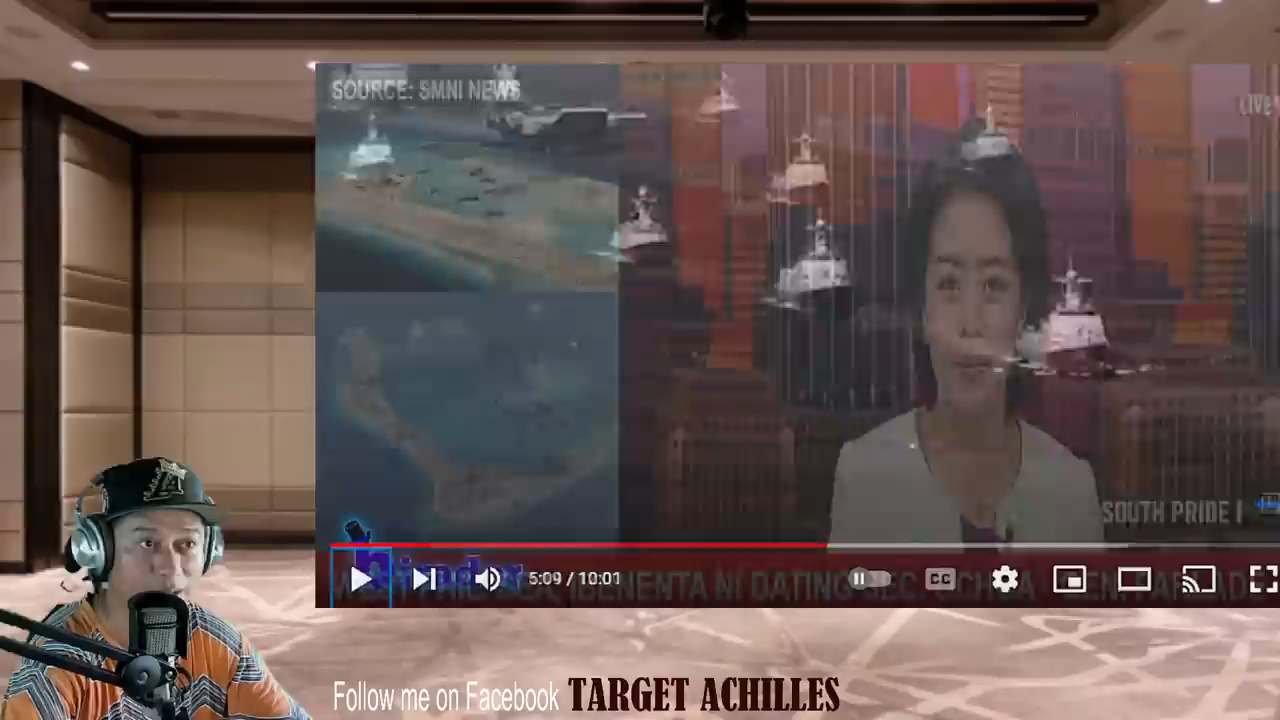 SOURCE: SMNI NEWS
LIVE
SOUTH PRIDE
5:09 / 10:01
CC
IBENENTA NI DATING SEC
Follow me on Facebook TARGET ACHILLES